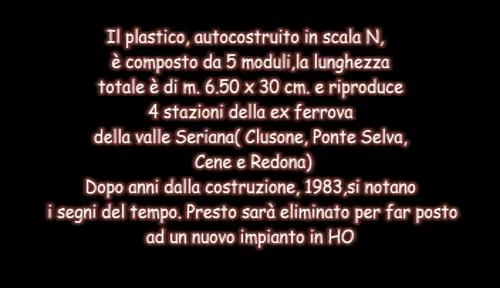 Il plastico, autocostruito in scala N,
è composto da 5 moduli,la lunghezza
totale è di m. 6.50 x 30 cm. e riproduce
4 stazioni della ex ferrova
della valle Seriana( Clusone, Ponte Selva,
Cene e Redona)
Dopo anni dalla costruzione, 1983,si notano
i segni del tempo. Presto sarà eliminato per far posto
ad un nuovo impianto in HO